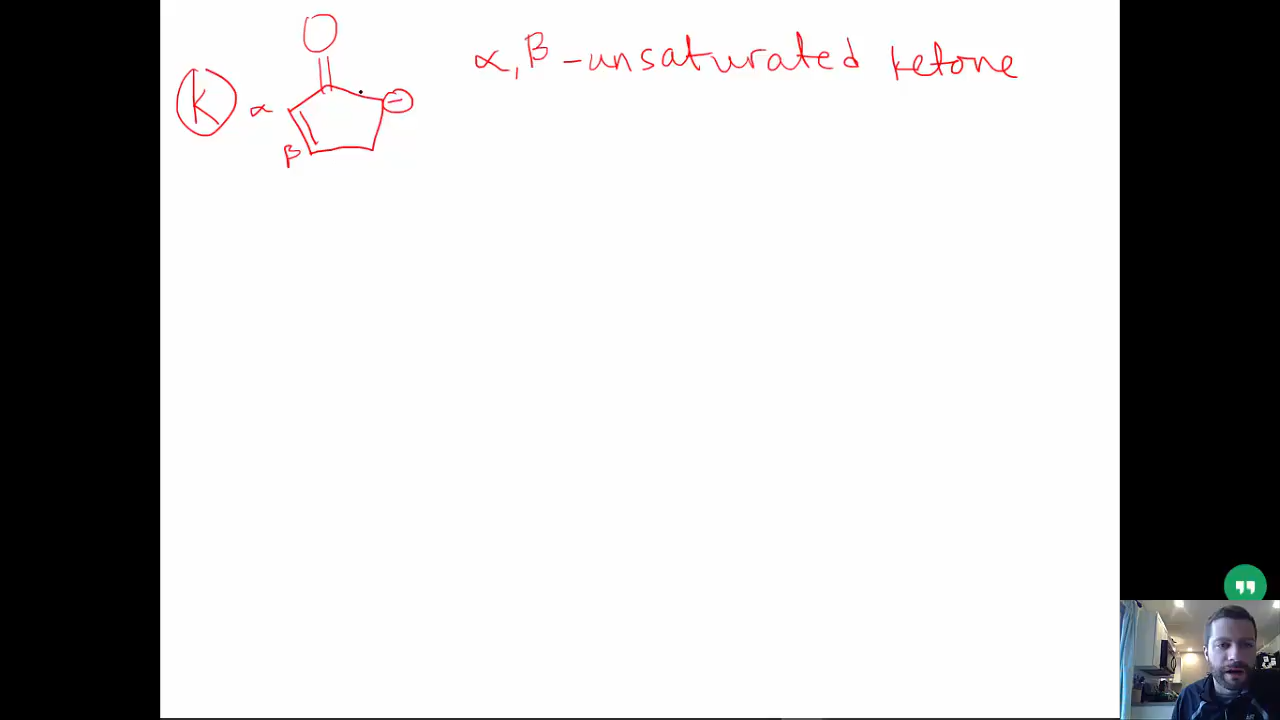 O
α, β-unsaturated ketone
K α −
β